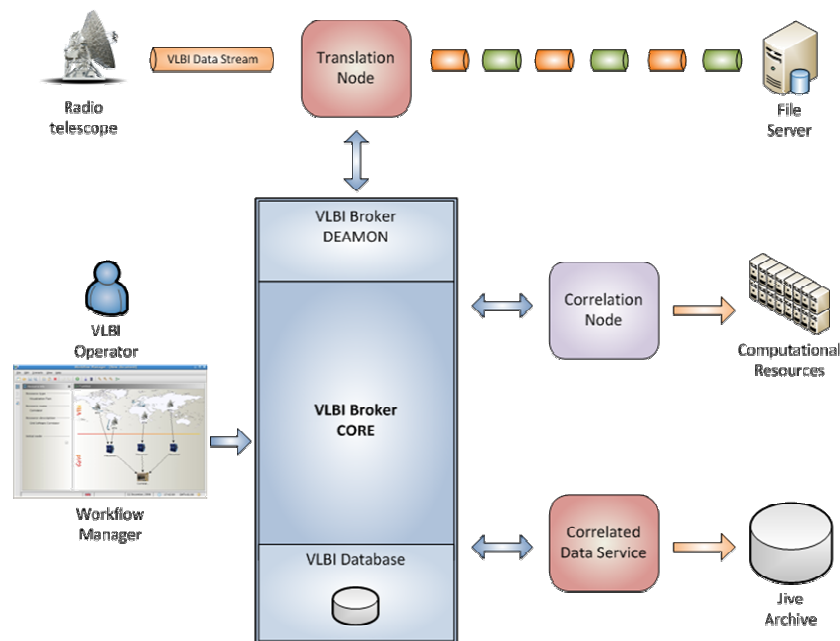 VLBI Data Stream
Translation
Node
Radio
telescope
File
Server
VLBI Broker
DEAMON
VLBI
Operator
Correlation
Node
Computational
Resources
VLBI Broker
CORE
Workflow
Manager
Correlated
Data Service
VLBI Database
Jive
Archive